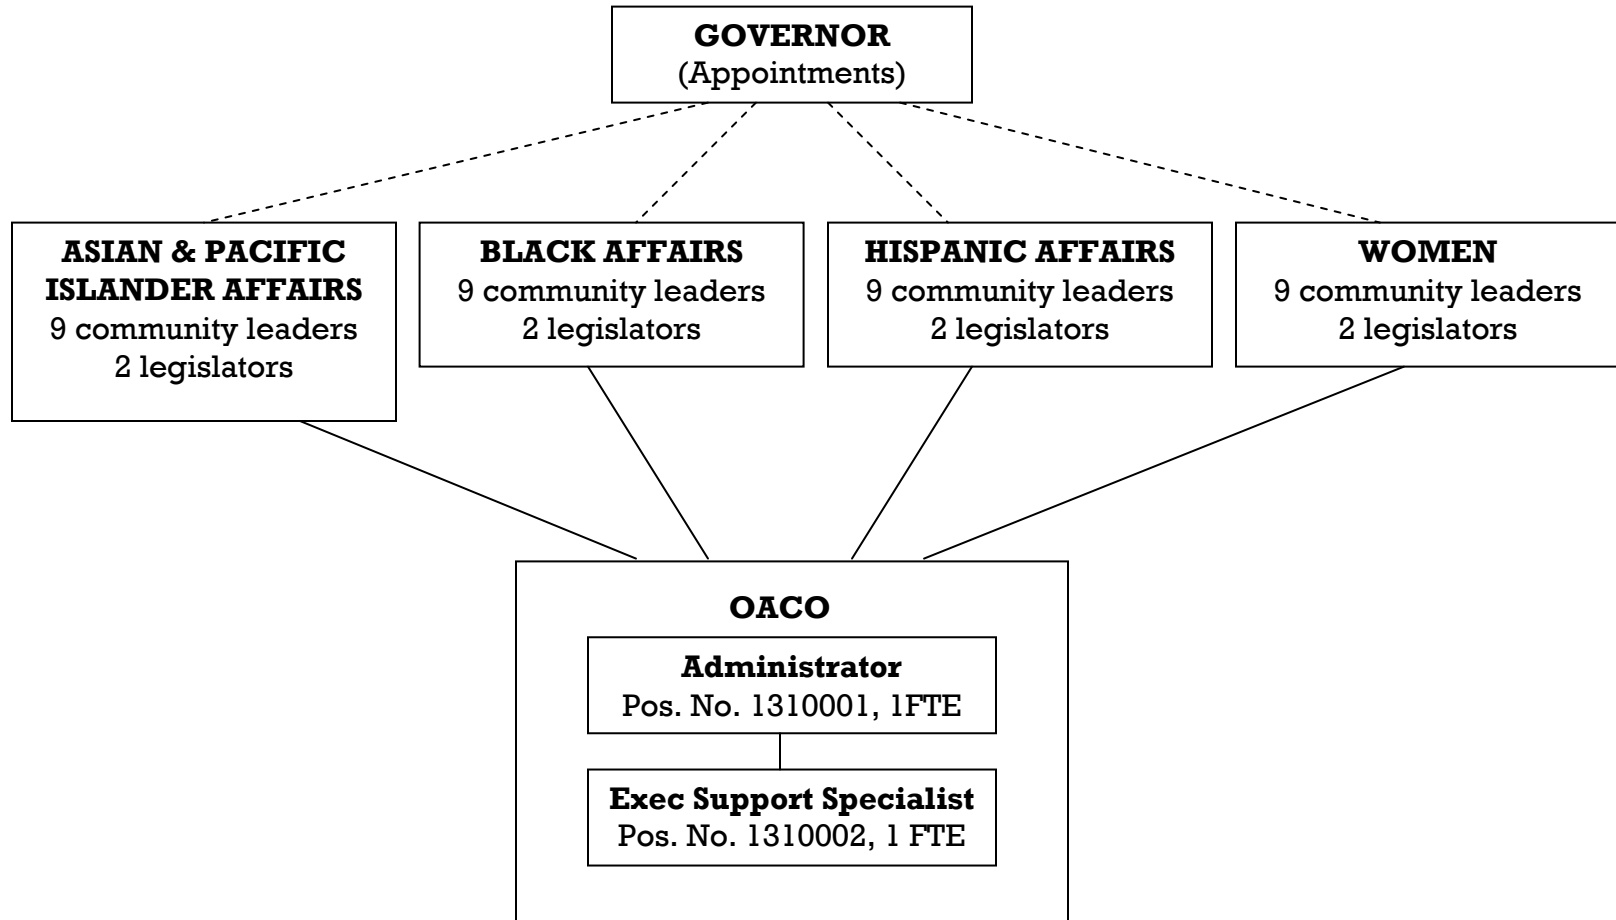 GOVERNOR
(Appointments)
ASIAN & PACIFIC
ISLANDER AFFAIRS
9 community leaders
2 legislators
BLACK AFFAIRS
9 community leaders
2 legislators
HISPANIC AFFAIRS
9 community leaders
2 legislators
WOMEN
9 community leaders
2 legislators
OACO
Administrator
Pos. No. 1310001, 1FTE
Exec Support Specialist
Pos. No. 1310002, 1 FTE